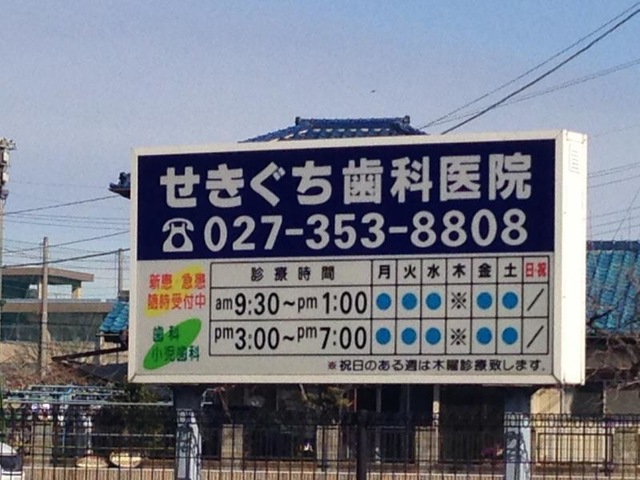 せきぐち歯科医院
☎027-353-8808
新患・急患
随時受付中
歯科
小児歯科
診療時間 月 火 水 木 金 土 日・祝
am9:30~pm1:00 ● ● ● ※ ● ● /
pm3:00~pm7:00 ● ● ● ※ ● ● /
※祝日のある週は木曜診療致します.